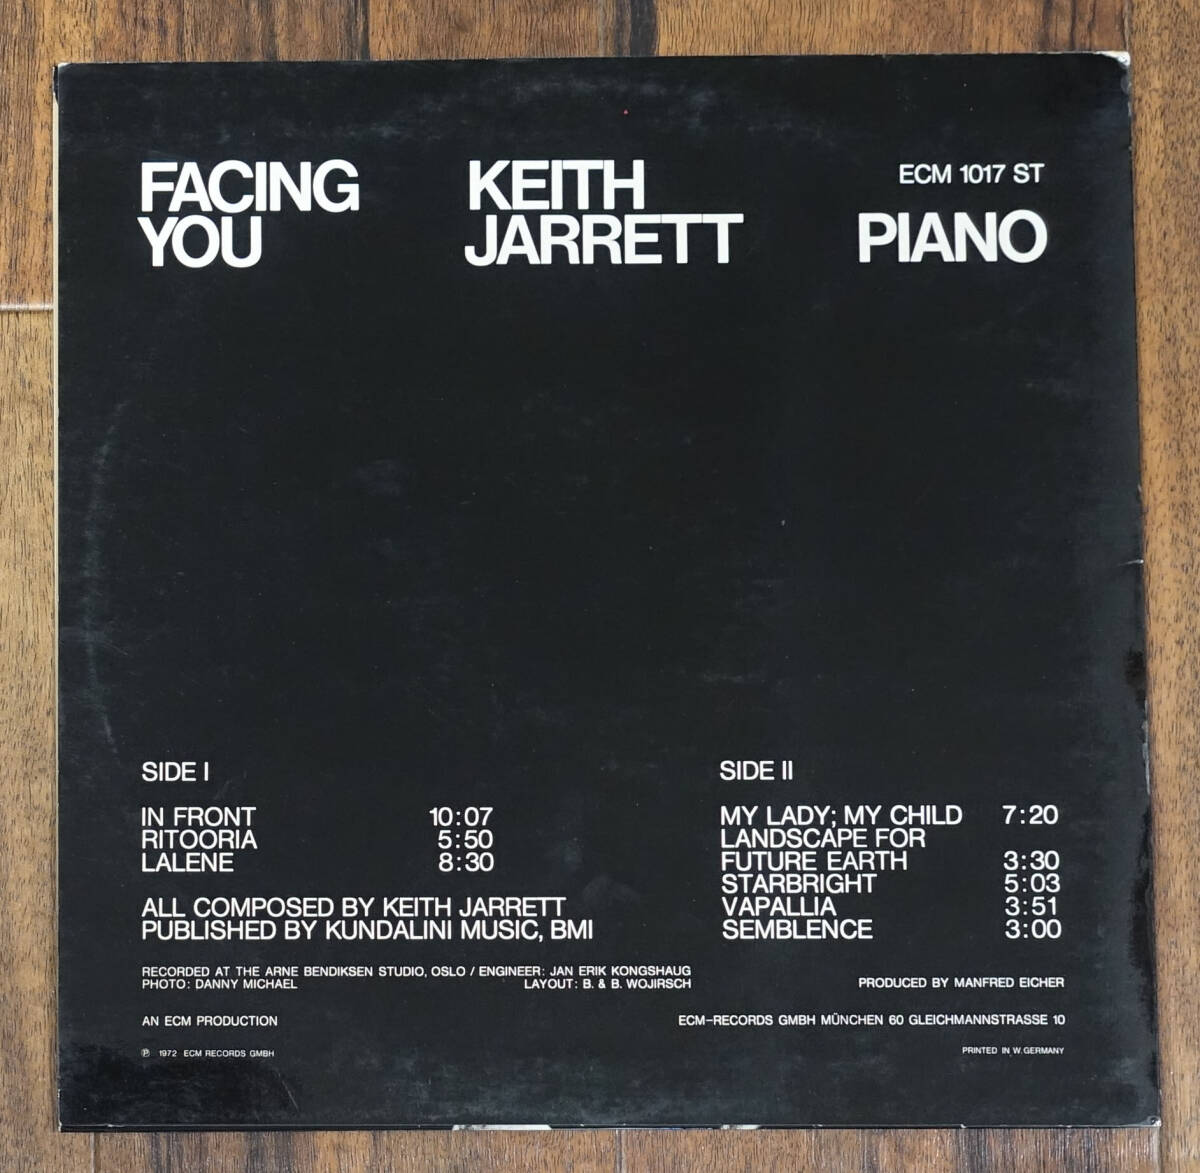 FACING
YOU
KEITH
JARRETT
ECM 1017 ST
PIANO
SIDE I
IN FRONT 10:07
RITOORIA 5:50
LALENE 8:30
ALL COMPOSED BY KEITH JARRETT
PUBLISHED BY KUNDALINI MUSIC, BMI
SIDE II
MY LADY; MY CHILD 7:20
LANDSCAPE FOR
FUTURE EARTH 3:30
STARBRIGHT 5:03
VAPALLIA 3:51
SEMBLENCE 3:00
RECORDED AT THE ARNE BENDIKSEN STUDIO, OSLO / ENGINEER: JAN ERIK KONGSHAUG
PHOTO: DANNY MICHAEL LAYOUT: B. & B. WOJIRSCH
PRODUCED BY MANFRED EICHER
AN ECM PRODUCTION
ECM-RECORDS GMBH MÜNCHEN 60 GLEICHMANNSTRASSE 10
℗ 1972 ECM RECORDS GMBH
PRINTED IN W. GERMANY